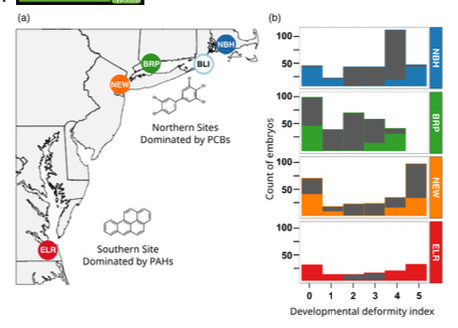 (a)
NBH
BRP
BLI
NEW
Northern Sites
Dominated by PCBs
Southern Site
Dominated by PAHs
ELR
(b)
Count of embryos
100
50
NBH
100
50
BRP
100
50
NEW
100
50
ELR
0 1 2 3 4 5
Developmental deformity index